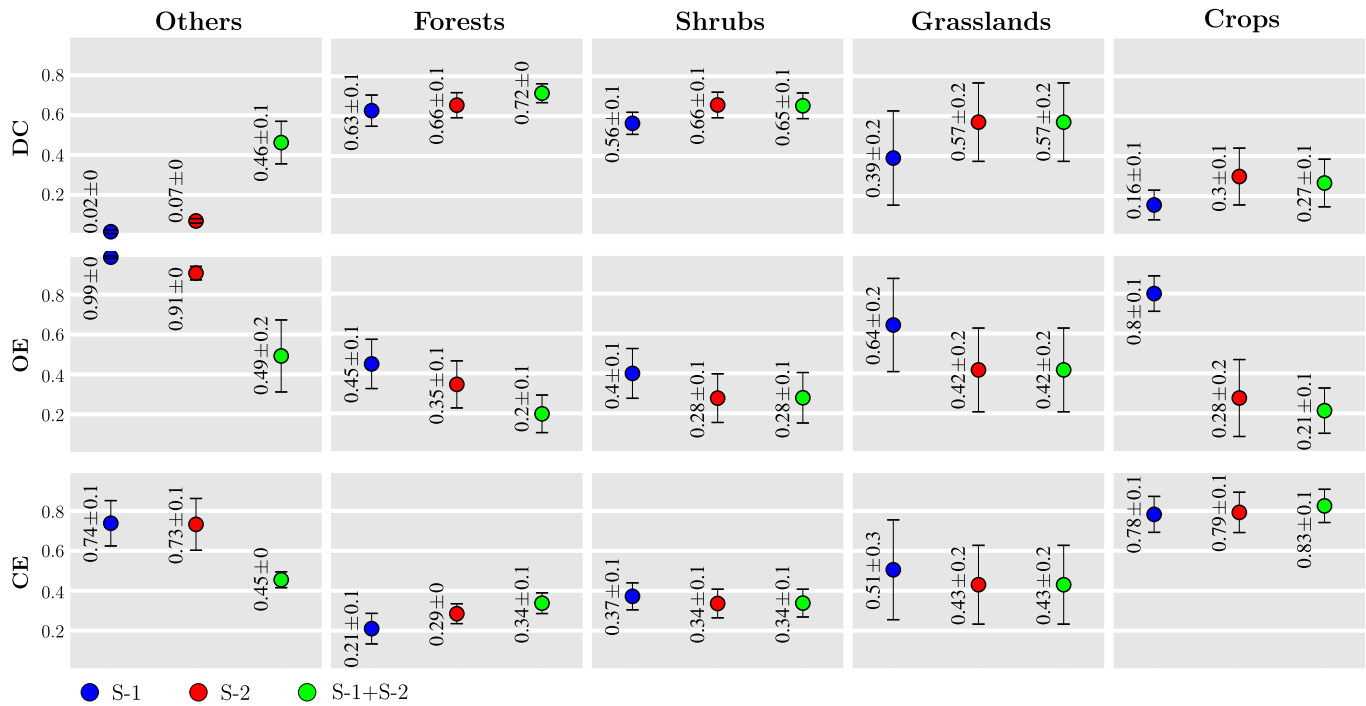 Others Forests Shrubs Grasslands Crops
DC
0.8
0.6
0.4
0.2
0.02±0 0.07±0 0.46±0.1
0.63±0.1 0.66±0.1 0.72±0
0.56±0.1 0.66±0.1 0.65±0.1
0.39±0.2 0.57±0.2 0.57±0.2
0.16±0.1 0.3±0.1 0.27±0.1
OE
0.8
0.6
0.4
0.2
0.99±0 0.91±0 0.49±0.2
0.45±0.1 0.35±0.1 0.2±0.1
0.4±0.1 0.28±0.1 0.28±0.1
0.64±0.2 0.42±0.2 0.42±0.2
0.8±0.1 0.28±0.2 0.21±0.1
CE
0.8
0.6
0.4
0.2
0.74±0.1 0.73±0.1 0.45±0
0.21±0.1 0.29±0 0.34±0.1
0.37±0.1 0.34±0.1 0.34±0.1
0.51±0.3 0.43±0.2 0.43±0.2
0.78±0.1 0.79±0.1 0.83±0.1
S-1 S-2 S-1+S-2